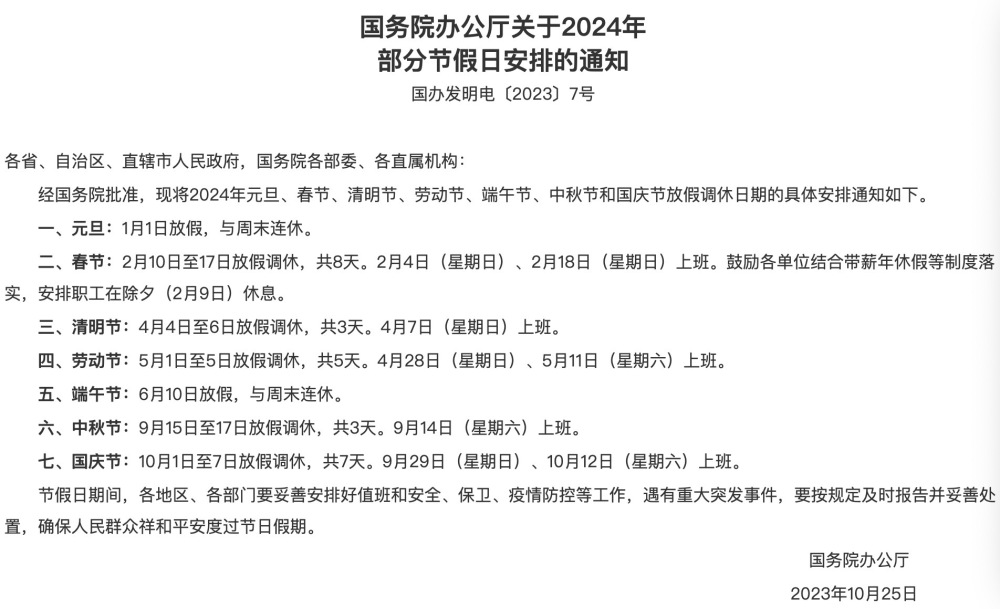 国务院办公厅关于2024年
部分节假日安排的通知
国办发明电〔2023〕7号
各省、自治区、直辖市人民政府，国务院各部委、各直属机构：
经国务院批准，现将2024年元旦、春节、清明节、劳动节、端午节、中秋节和国庆节放假调休日期的具体安排通知如下。
一、元旦：1月1日放假，与周末连休。
二、春节：2月10日至17日放假调休，共8天。2月4日（星期日）、2月18日（星期日）上班。鼓励各单位结合带薪年休假等制度落
实，安排职工在除夕（2月9日）休息。
三、清明节：4月4日至6日放假调休，共3天。4月7日（星期日）上班。
四、劳动节：5月1日至5日放假调休，共5天。4月28日（星期日）、5月11日（星期六）上班。
五、端午节：6月10日放假，与周末连休。
六、中秋节：9月15日至17日放假调休，共3天。9月14日（星期六）上班。
七、国庆节：10月1日至7日放假调休，共7天。9月29日（星期日）、10月12日（星期六）上班。
节假日期间，各地区、各部门要妥善安排好值班和安全、保卫、疫情防控等工作，遇有重大突发事件，要按规定及时报告并妥善处
置，确保人民群众祥和平安度过节日假期。
国务院办公厅
2023年10月25日